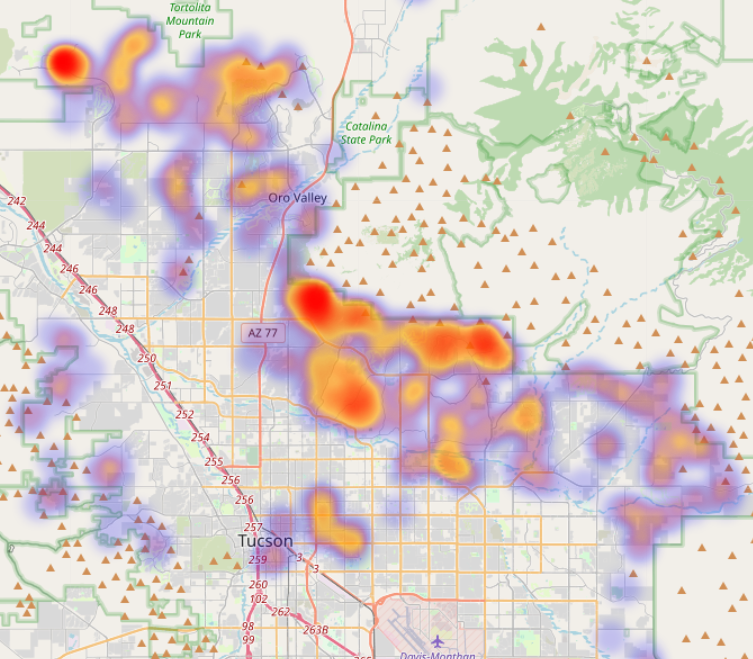 Tortolita
Mountain
Park
Catalina
State Park
242
Oro Valley
244
244
246
246
248
248
AZ 77
250
251
252
254
255
256
256
257
Tucson
259
3
3
260
102
262
98
263B
99
Davis-Monthan